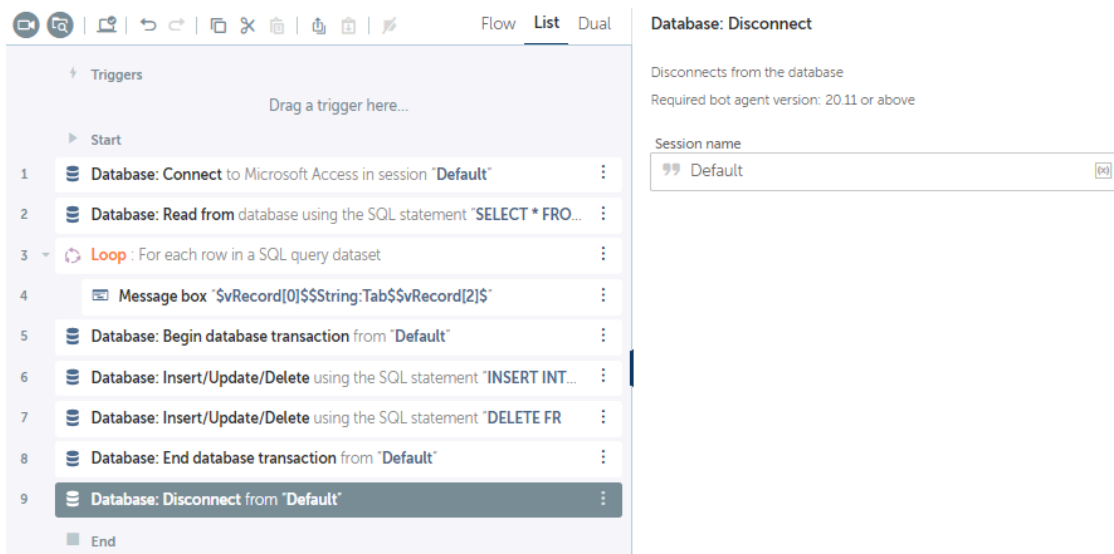 Flow List Dual
Triggers
Drag a trigger here...
Start
1 Database: Connect to Microsoft Access in session "Default"
2 Database: Read from database using the SQL statement "SELECT * FRO...
3 Loop : For each row in a SQL query dataset
4 Message box "$vRecord[0]$$String:Tab$$vRecord[2]$"
5 Database: Begin database transaction from "Default"
6 Database: Insert/Update/Delete using the SQL statement "INSERT INT...
7 Database: Insert/Update/Delete using the SQL statement "DELETE FR
8 Database: End database transaction from "Default"
9 Database: Disconnect from "Default"
End
Database: Disconnect
Disconnects from the database
Required bot agent version: 20.11 or above
Session name
Default
(x)